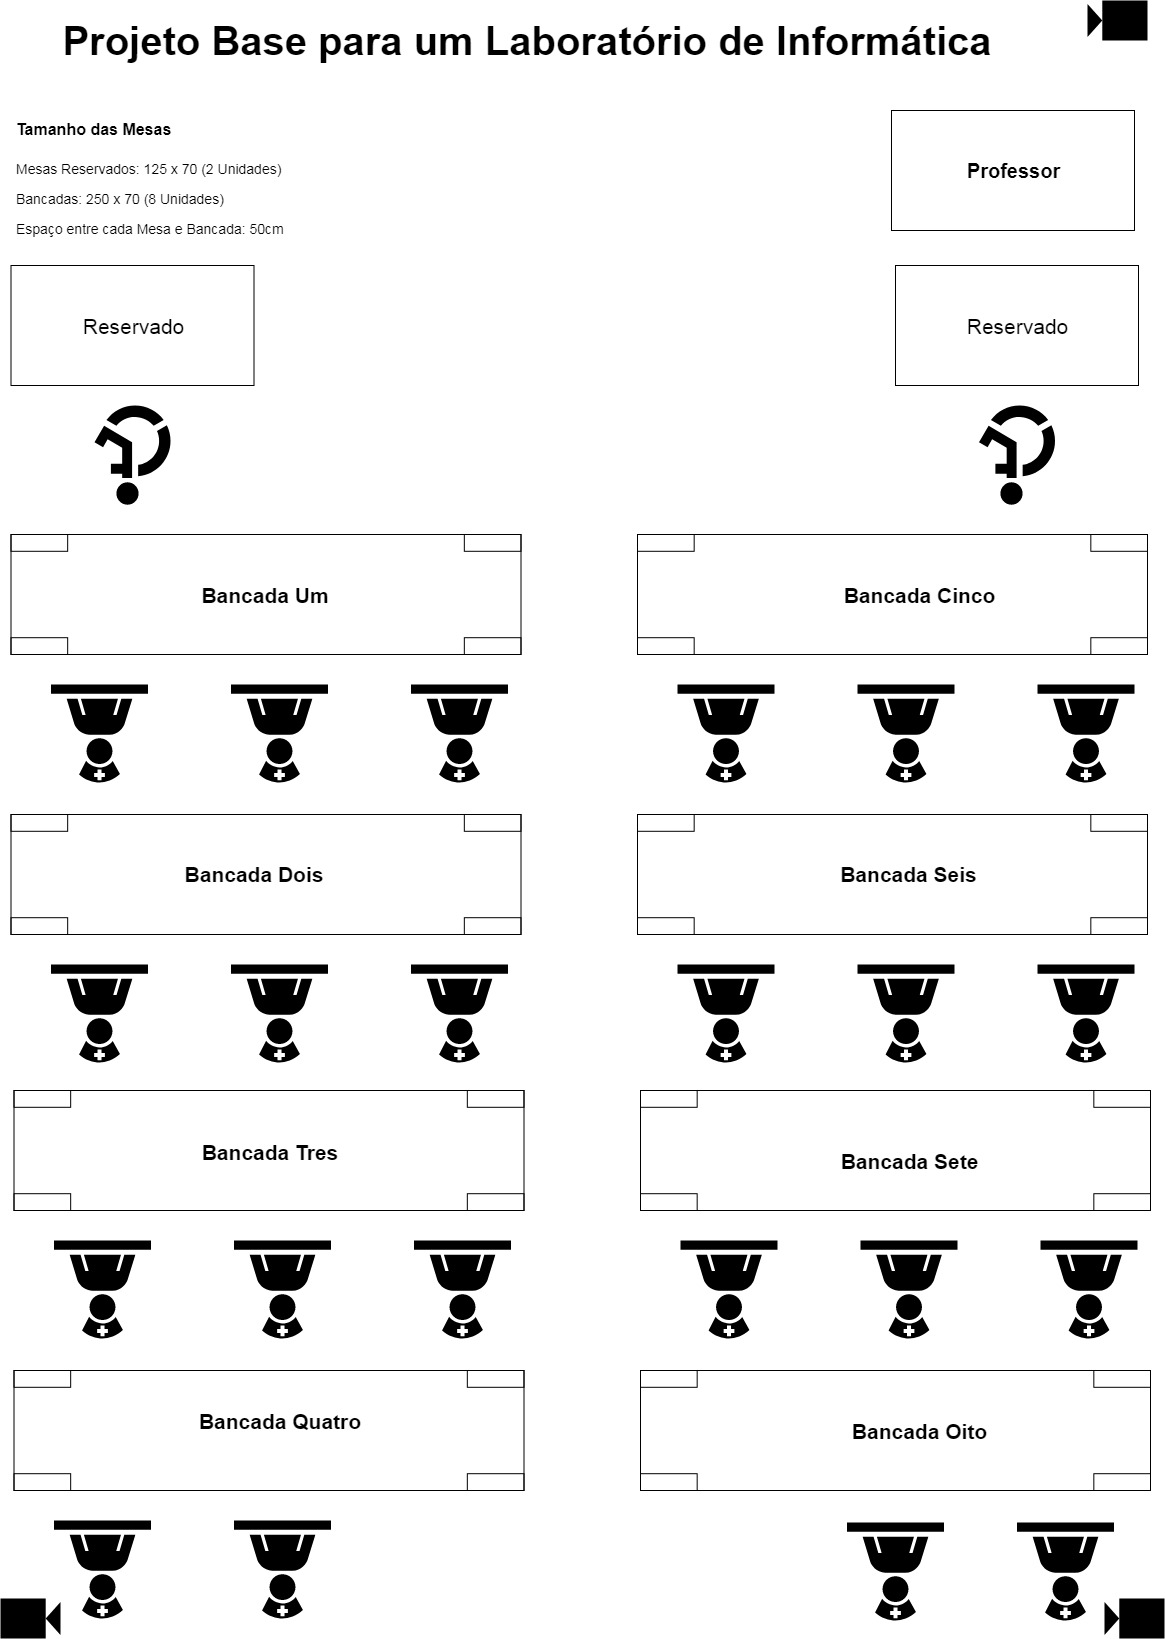 Projeto Base para um Laboratório de Informática
Tamanho das Mesas
Mesas Reservados: 125 x 70 (2 Unidades)
Bancadas: 250 x 70 (8 Unidades)
Espaço entre cada Mesa e Bancada: 50cm
Professor
Reservado
Reservado
Bancada Um
Bancada Cinco
Bancada Dois
Bancada Seis
Bancada Tres
Bancada Sete
Bancada Quatro
Bancada Oito